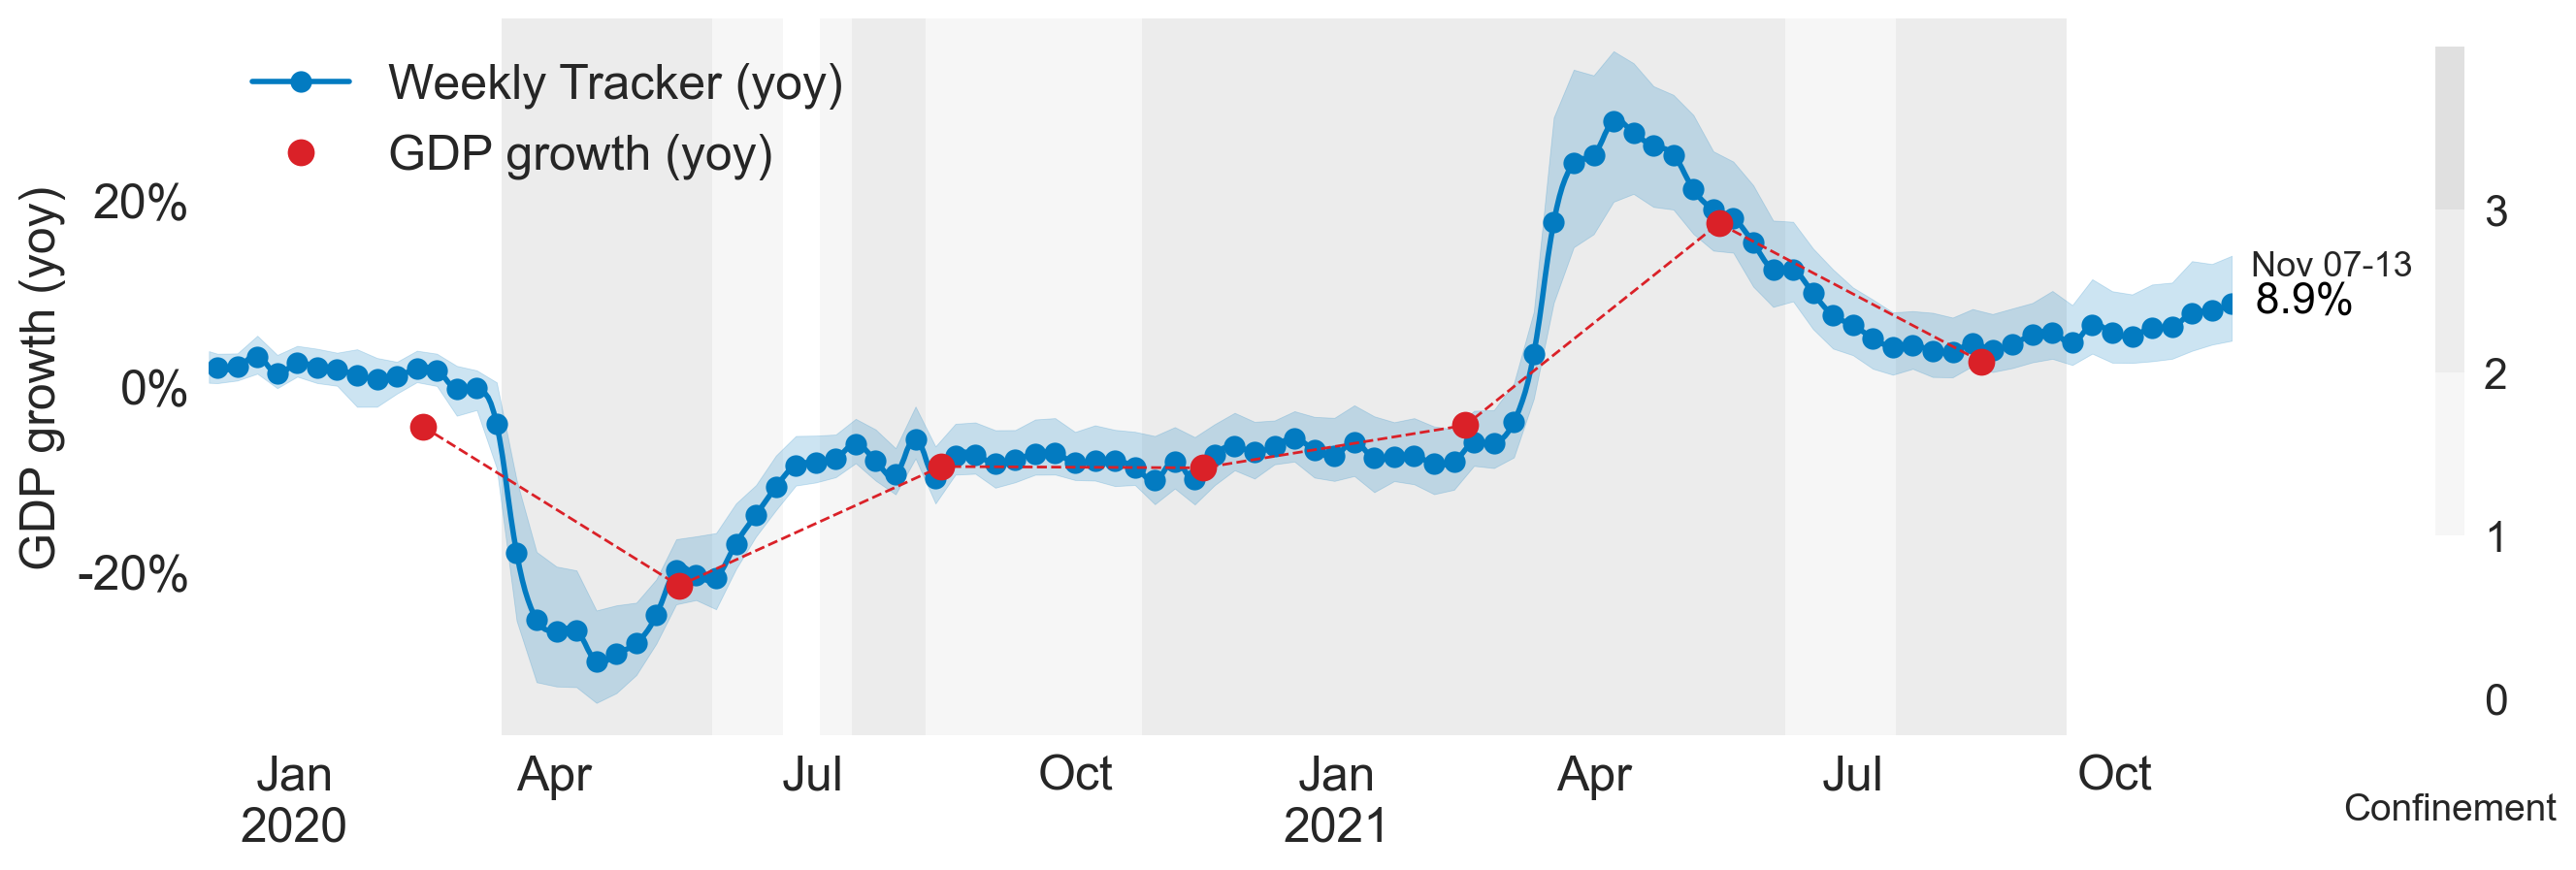 Weekly Tracker (yoy)
GDP growth (yoy)
GDP growth (yoy)
20%
0%
-20%
Nov 07-13
8.9%
3
2
1
0
Jan Apr Jul Oct Jan Apr Jul Oct
2020 2021
Confinement